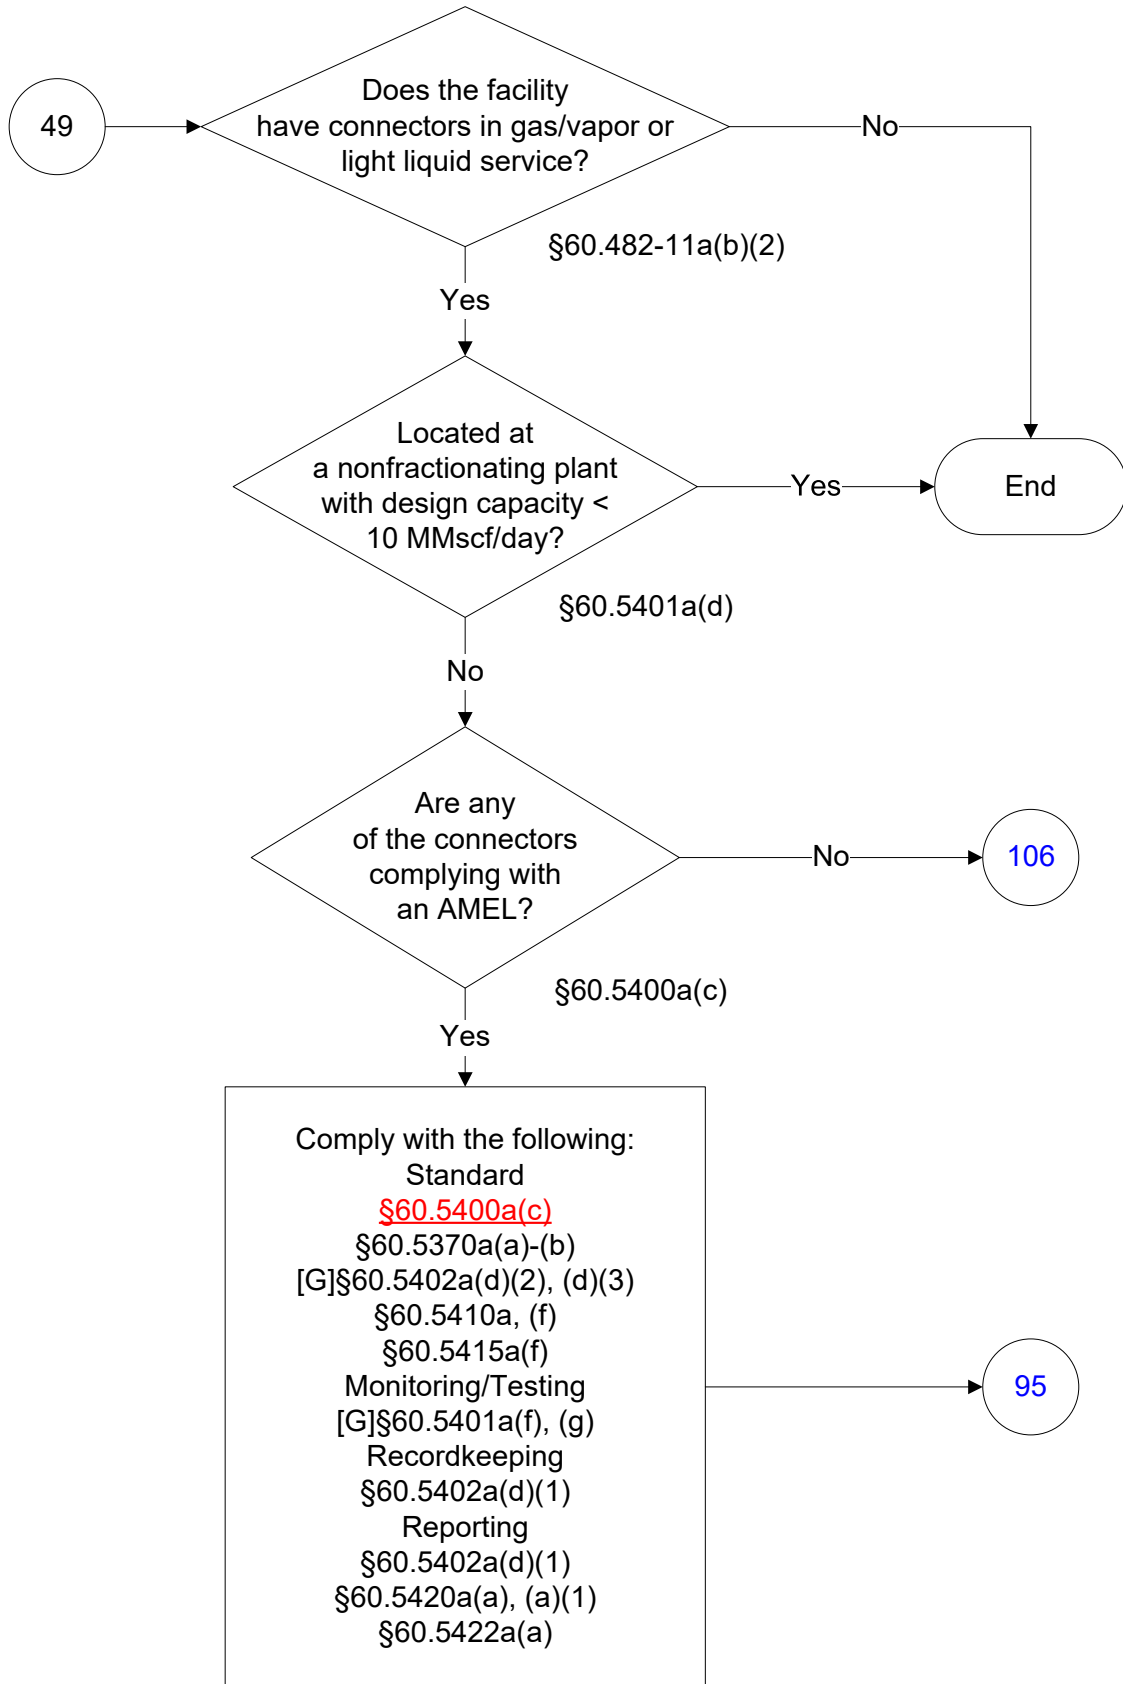 49
Does the facility
have connectors in gas/vapor or
light liquid service?
No
§60.482-11a(b)(2)
Yes
Located at
a nonfractionating plant
with design capacity <
10 MMscf/day?
Yes
End
§60.5401a(d)
No
Are any
of the connectors
complying with
an AMEL?
No
106
§60.5400a(c)
Yes
Comply with the following:
Standard
§60.5400a(c)
§60.5370a(a)-(b)
[G]§60.5402a(d)(2), (d)(3)
§60.5410a, (f)
§60.5415a(f)
Monitoring/Testing
[G]§60.5401a(f), (g)
Recordkeeping
§60.5402a(d)(1)
Reporting
§60.5402a(d)(1)
§60.5420a(a), (a)(1)
§60.5422a(a)
95